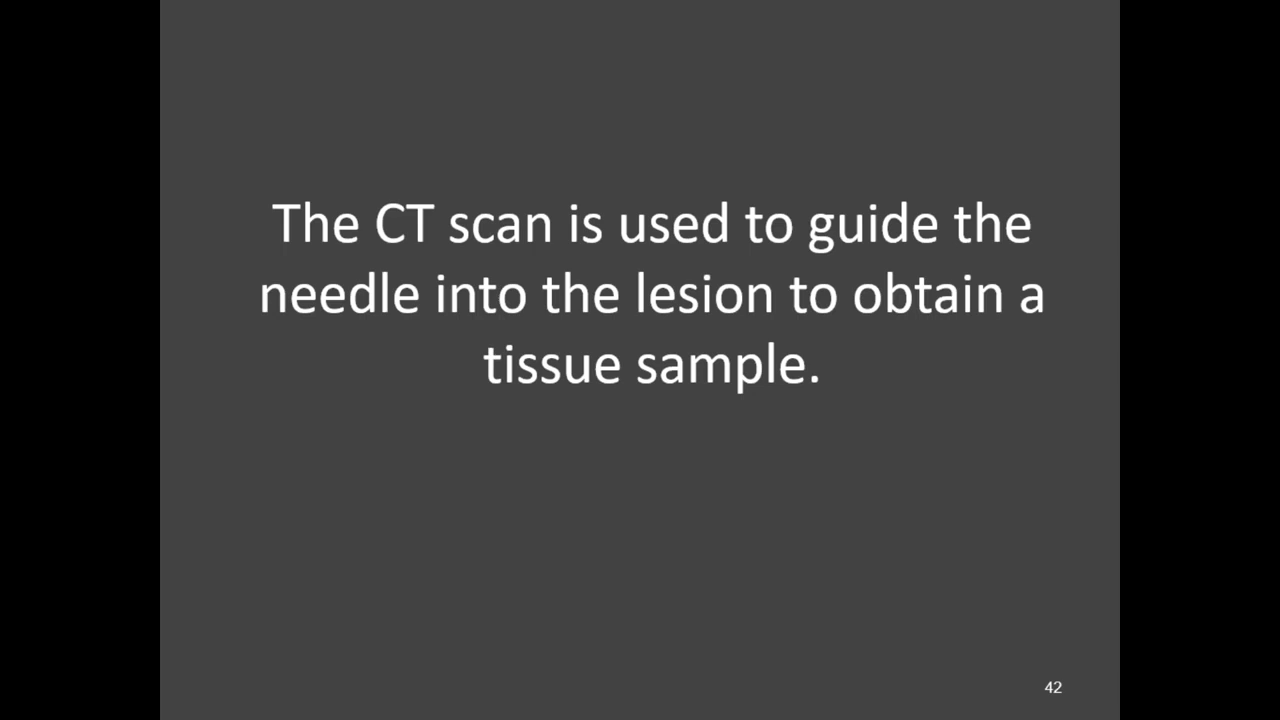 The CT scan is used to guide the
needle into the lesion to obtain a
tissue sample.
42